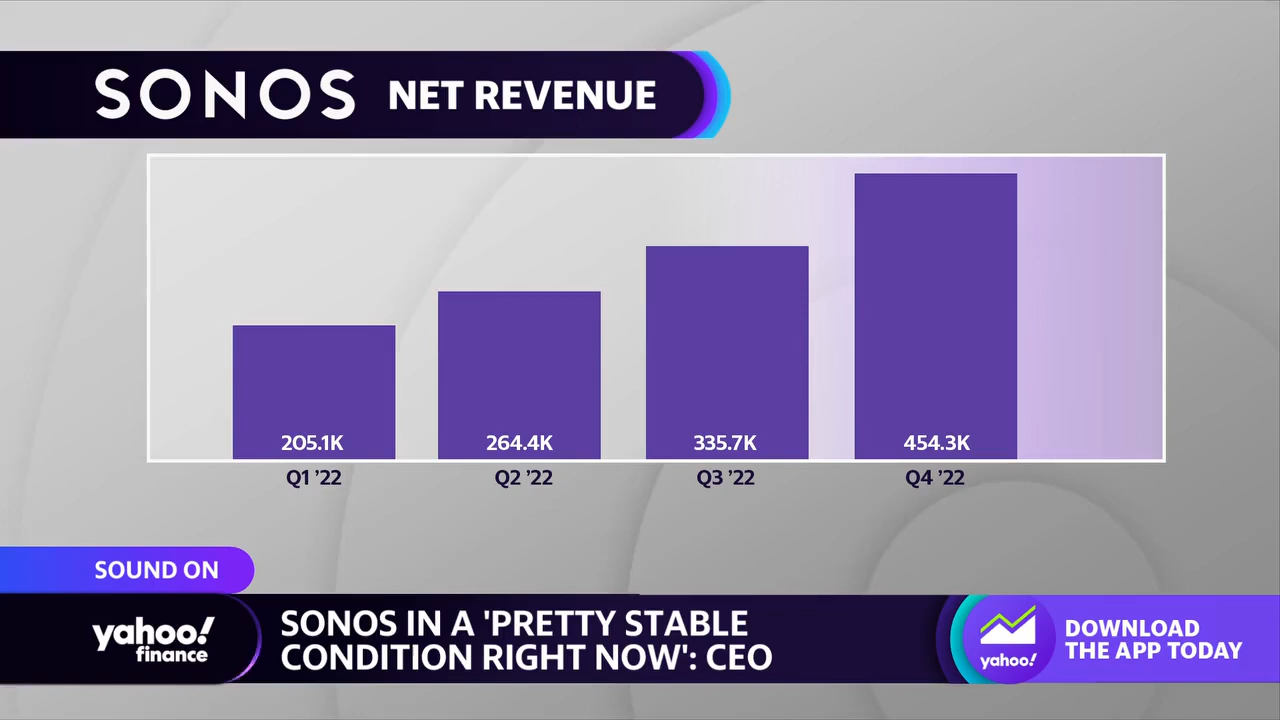 SONOS NET REVENUE
205.1K 264.4K 335.7K 454.3K
Q1 ’22 Q2 ’22 Q3 ’22 Q4 ’22
SOUND ON
yahoo!
finance
SONOS IN A 'PRETTY STABLE
CONDITION RIGHT NOW': CEO
yahoo!
DOWNLOAD
THE APP TODAY